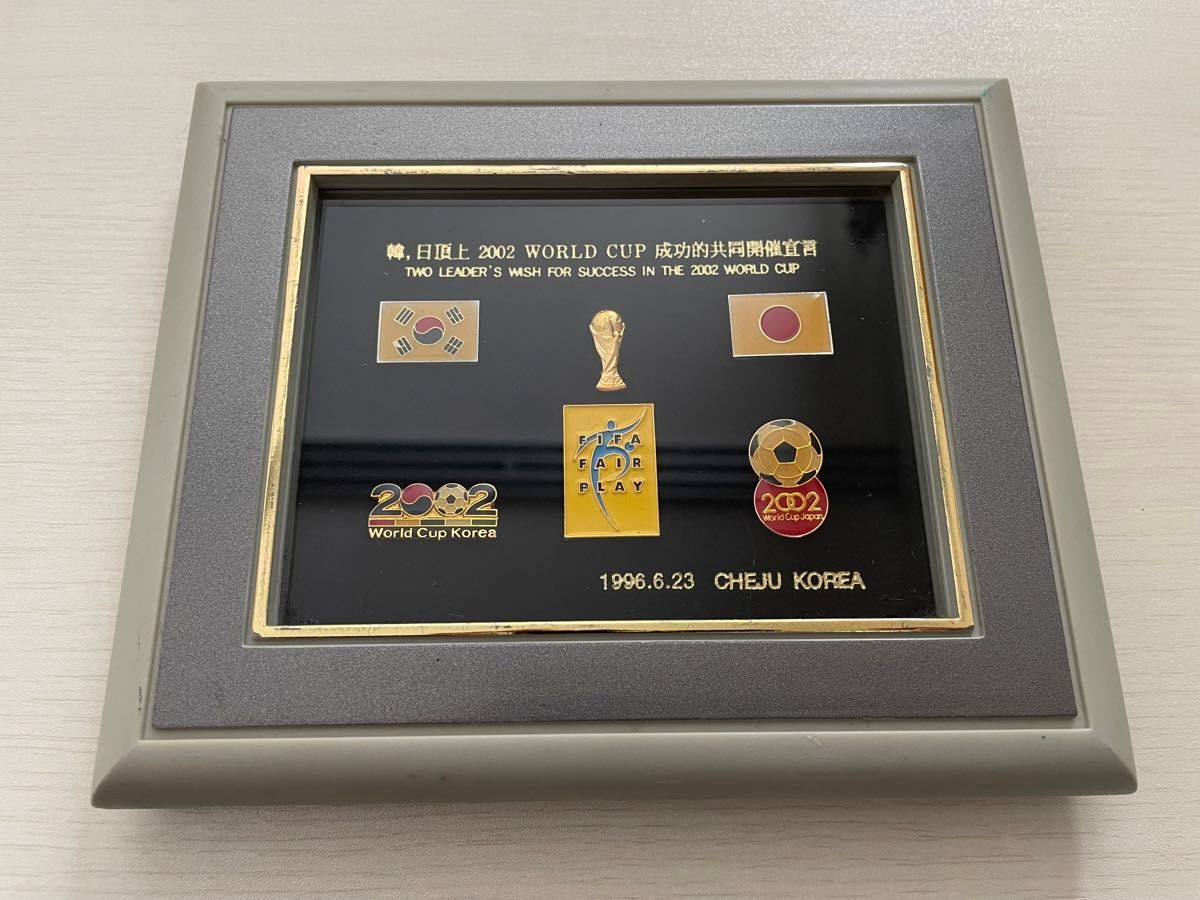 韓, 日頂上 2002 WORLD CUP 成功的共同開催宣言
TWO LEADER'S WISH FOR SUCCESS IN THE 2002 WORLD CUP
FIFA
FAIR
PLAY
2002
World Cup Korea
2002
World Cup Japan
1996.6.23 CHEJU KOREA